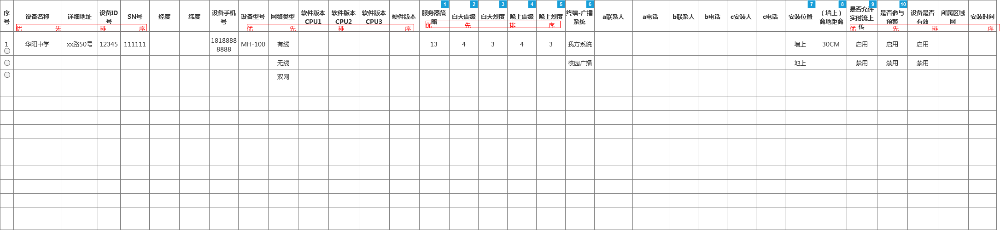 1 2 3 4 5 6 7 8 9 10
序号 设备名称 详细地址 设备ID号 SN号 经度 纬度 设备手机号 设备型号 网络类型 软件版本CPU1 软件版本CPU2 软件版本CPU3 硬件版本 服务器策略 白天震级 白天烈度 晚上震级 晚上烈度 终端-广播系统 a联系人 a电话 b联系人 b电话 c安装人 c电话 安装位置 （墙上）离地距离 是否允许实时流上传 是否参与预警 设备是否有效 所属区域网 安装时间
优 先 排 序 优 先 排 序 优 先 排 序 优 先 排 序
1 华阳中学 xx路50号 12345 111111 18188888888 MH-100 有线 13 4 3 4 3 我方系统 墙上 30CM 启用 启用 启用
无线 校园广播 地上 禁用 禁用 禁用
双网